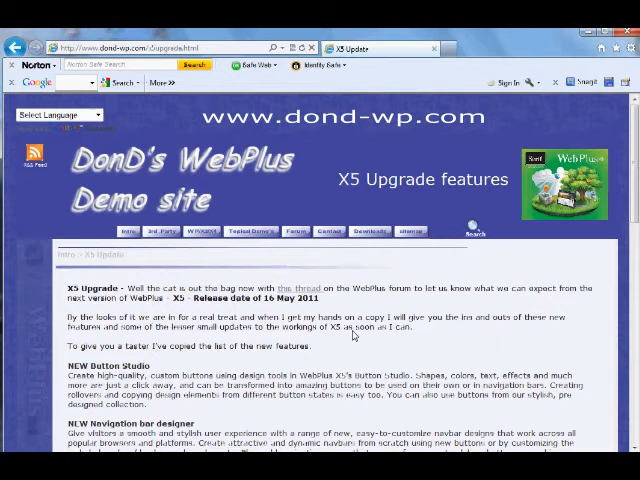 http://www.dond-wp.com/x5upgrade.html
X5 Update
Norton
Norton Safe Search
Search
Safe Web
Identity Safe
Google
Search
More >>
Sign In
Snagit
Select Language
www.dond-wp.com
RSS Feed
DonD's WebPlus
Demo site
X5 Upgrade features
Serif
WebPlus
Intro
3rd .Party
Topical Demo's
Forum
Contact
Downloads
sitemap
Search
Intro > X5 Update
X5 Upgrade - Well the cat is out the bag now with this thread on the WebPlus forum to let us know what we can expect from the
next version of WebPlus - X5 - Release date of 16 May 2011
By the looks of it we are in for a real treat and when I get my hands on a copy I will give you the ins and outs of these new
features and some of the lesser small updates to the workings of X5 as soon as I can.
To give you a taster I've copied the list of the new features.
NEW Button Studio
Create high-quality, custom buttons using design tools in WebPlus X5's Button Studio. Shapes, colors, text, effects and much
more are just a click away, and can be transformed into amazing buttons to be used on their own or in navigation bars. Creating
rollovers and copying design elements from different button states is easy too. You can also use buttons from our stylish, pre
designed collection.
NEW Navigation bar designer
Give visitors a smooth and stylish user experience with a range of new, easy-to-customize navbar designs that work across all
popular browsers and platforms. Create attractive and dynamic navbars from scratch using new buttons or by customizing the